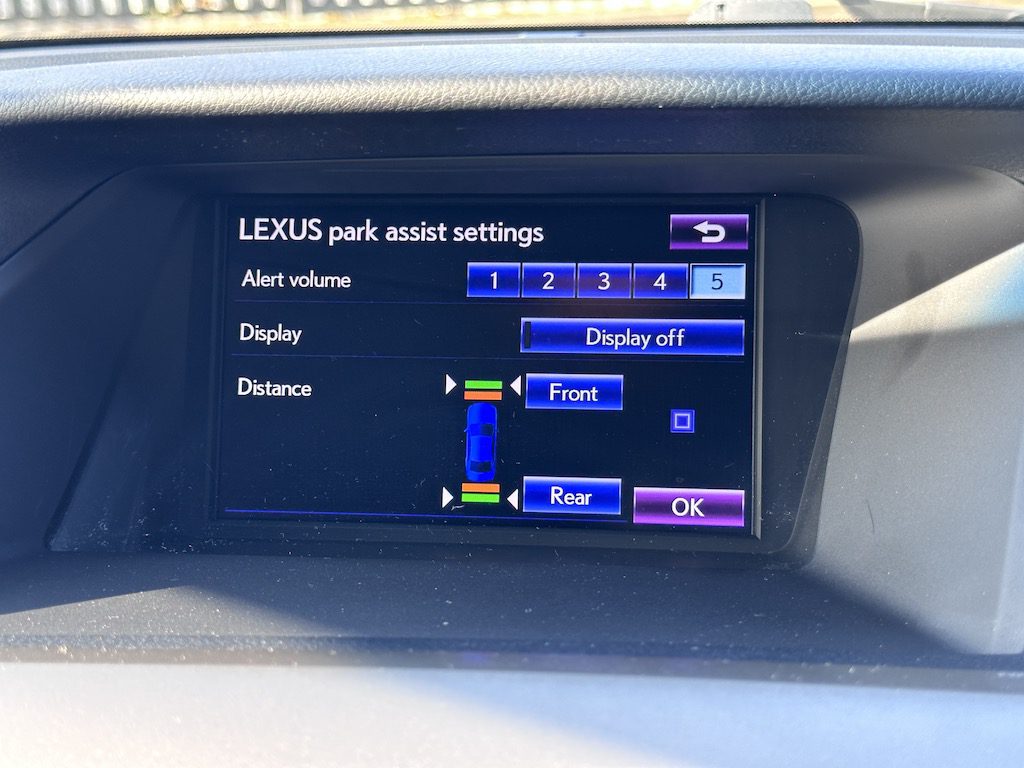 LEXUS park assist settings
Alert volume 1 2 3 4 5
Display Display off
Distance Front
Rear OK